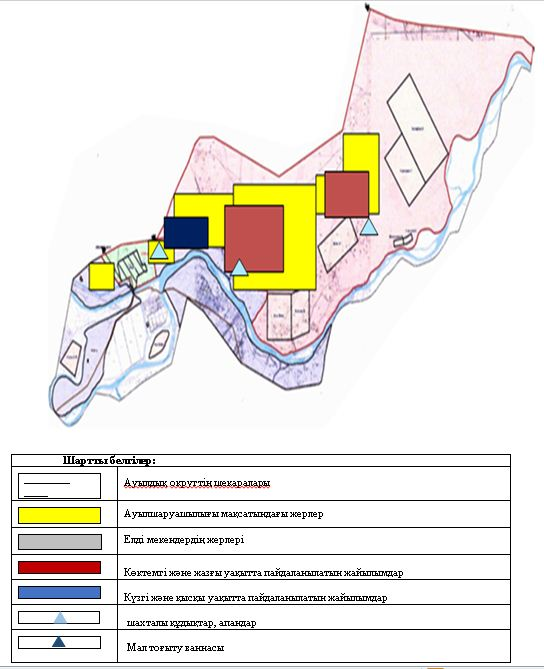 Шартты белгілер:
Ауылдық округтің шекаралары
Ауылшаруашылығы мақсатындағы жерлер
Елді мекендердің жерлері
Көктемгі және жазғы уақытта пайдаланылатын жайылымдар
Күзгі және қысқы уақытта пайдаланылатын жайылымдар
шахталы құдықтар, апандар
Мал тоғыту ваннасы